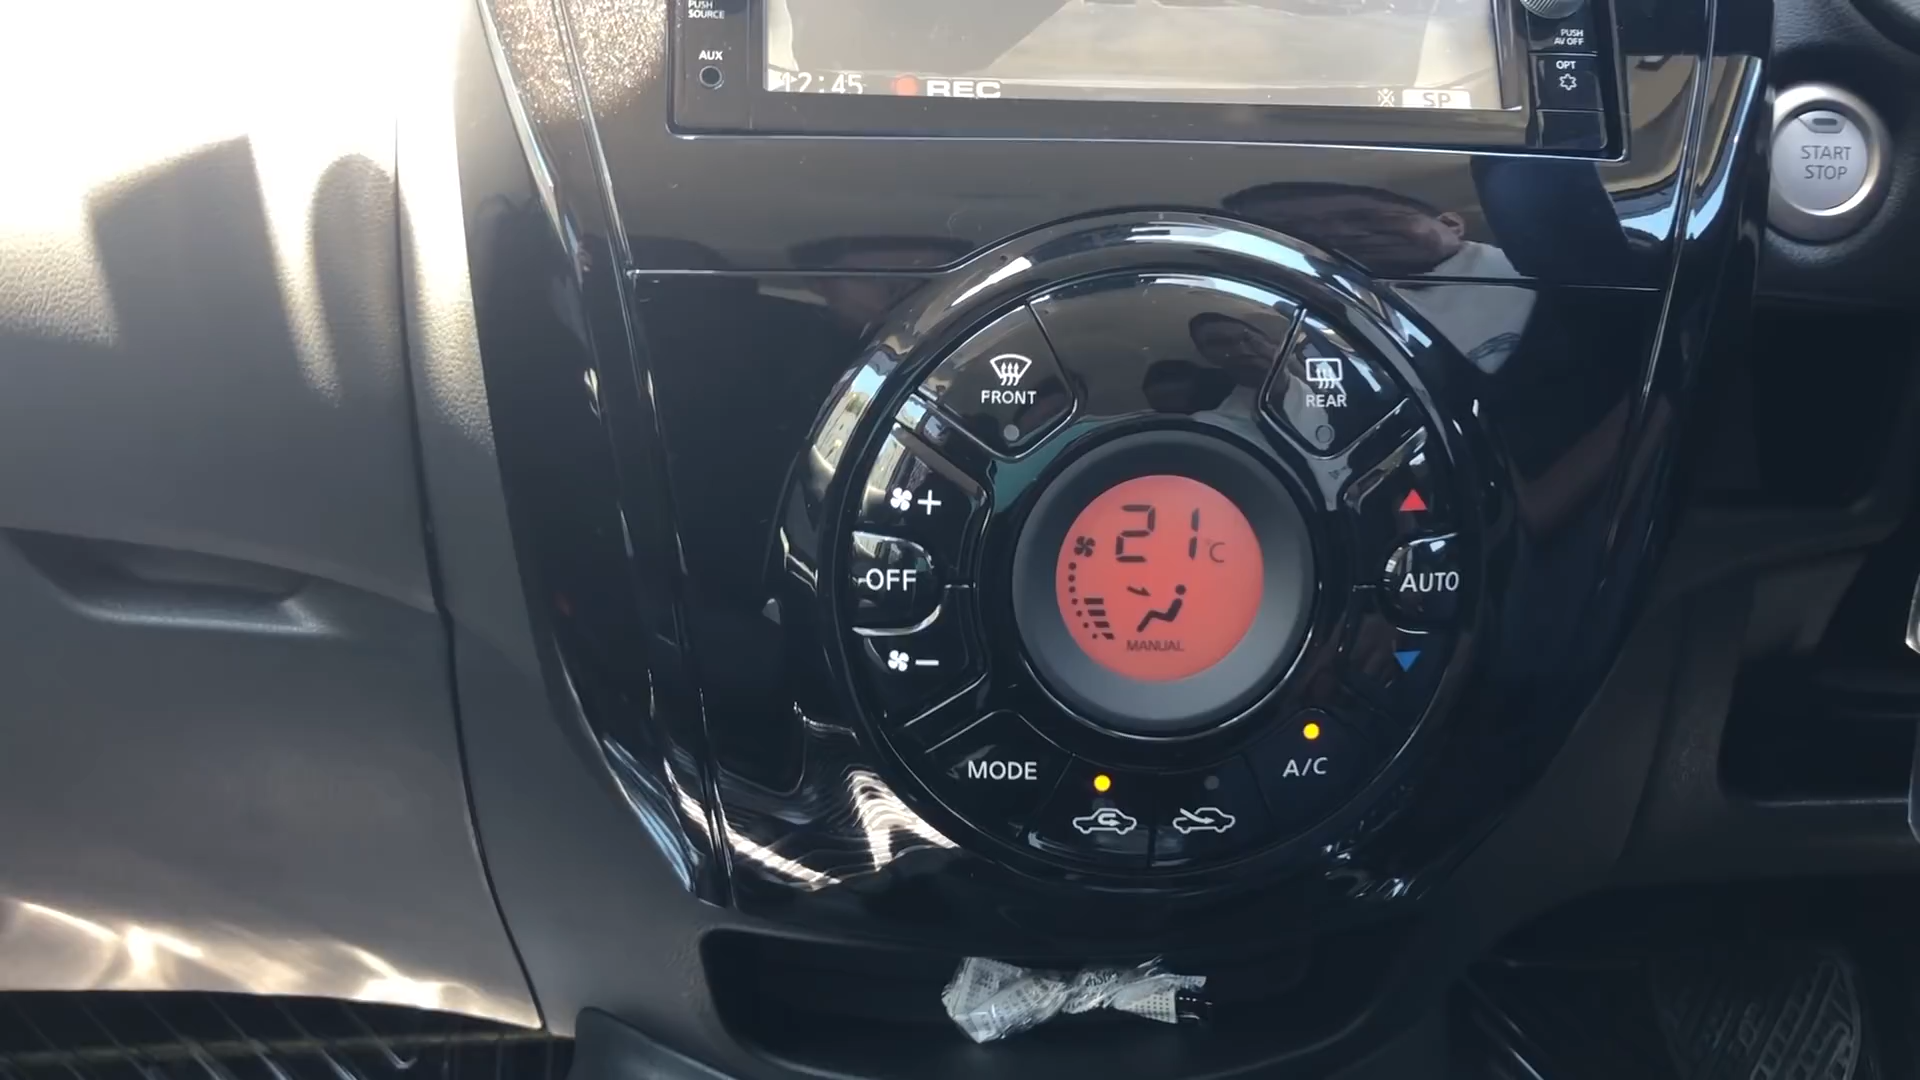 PUSH
SOURCE
AUX
12:45 REC
SP
PUSH
AV OFF
OPT
START
STOP
FRONT
REAR
+
OFF
−
21°C
MANUAL
AUTO
MODE
A/C